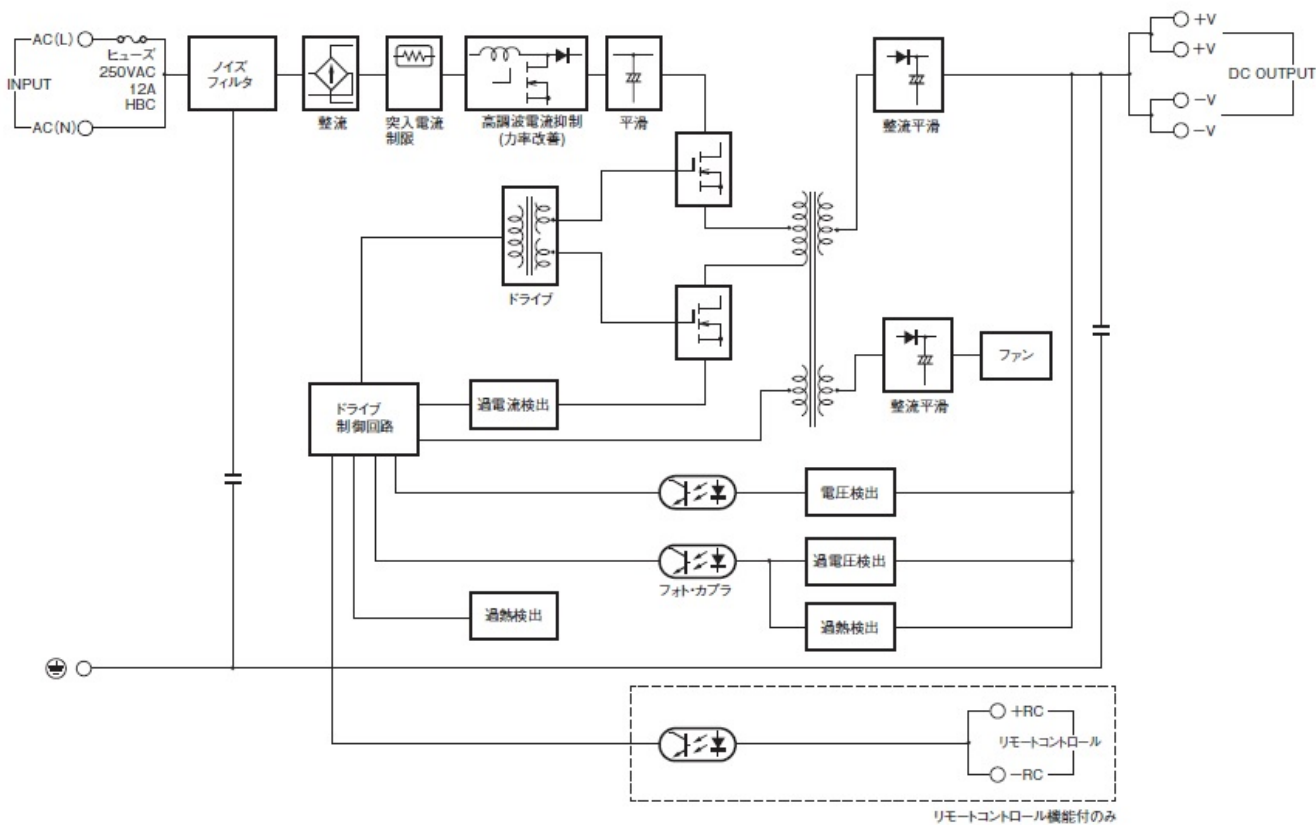 AC(L)
ヒューズ
250VAC
12A
HBC
INPUT
AC(N)
ノイズ
フィルタ
整流
突入電流
制限
高調波電流抑制
(力率改善)
平滑
整流平滑
+V
+V
DC OUTPUT
−V
−V
ドライブ
整流平滑
ファン
ドライブ
制御回路
過電流検出
電圧検出
過電圧検出
フォト・カプラ
過熱検出
過熱検出
+RC
リモートコントロール
−RC
リモートコントロール機能付のみ